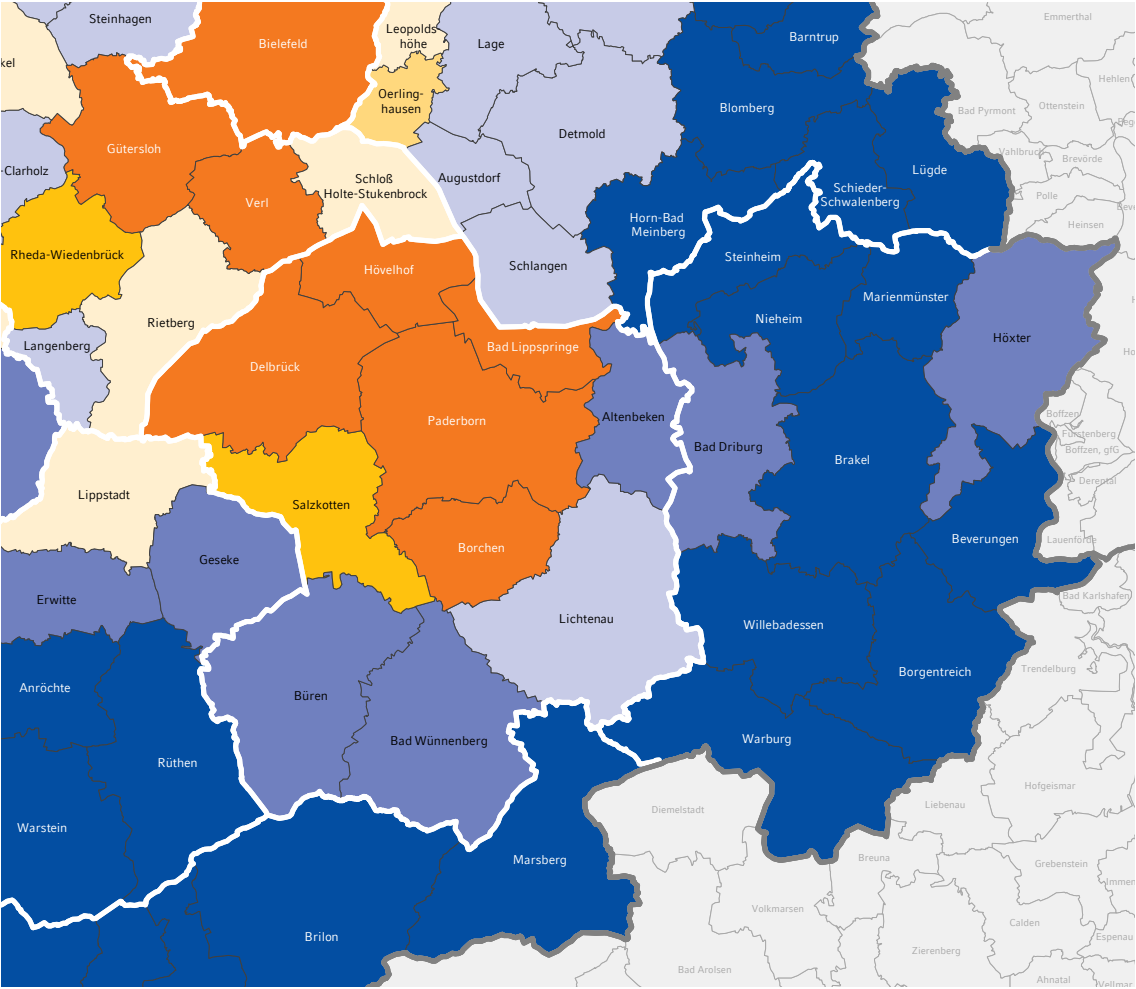 Steinhagen
Bielefeld
Leopolds
höhe
Lage
Barntrup
Emmerthal
kel
Oerling-
hausen
Blomberg
Hehlen
Ottenstein
Bad Pyrmont
Gütersloh
Detmold
Vahlbruch
Brevörde
-Clarholz
Augustdorf
Lügde
Schloß
Holte-Stukenbrock
Verl
Schieder-
Schwalenberg
Polle
Horn-Bad
Meinberg
Heinsen
Rheda-Wiedenbrück
Steinheim
Hövelhof
Schlangen
Marienmünster
Rietberg
Nieheim
Langenberg
Bad Lippspringe
Höxter
Delbrück
Boffzen
Altenbeken
Paderborn
Fürstenberg
Bad Driburg
Boffzen, gfG
Brakel
Derental
Lippstadt
Salzkotten
Beverungen
Lauenförde
Borchen
Geseke
Erwitte
Bad Karlshafen
Lichtenau
Willebadessen
Trendelburg
Borgentreich
Anröchte
Büren
Bad Wünnenberg
Warburg
Rüthen
Hofgeismar
Liebenau
Diemelstadt
Warstein
Marsberg
Breuna
Grebenstein
Immen
Volkmarsen
Calden
Brilon
Espenau
Zierenberg
Bad Arolsen
Ahnatal
Vellmar